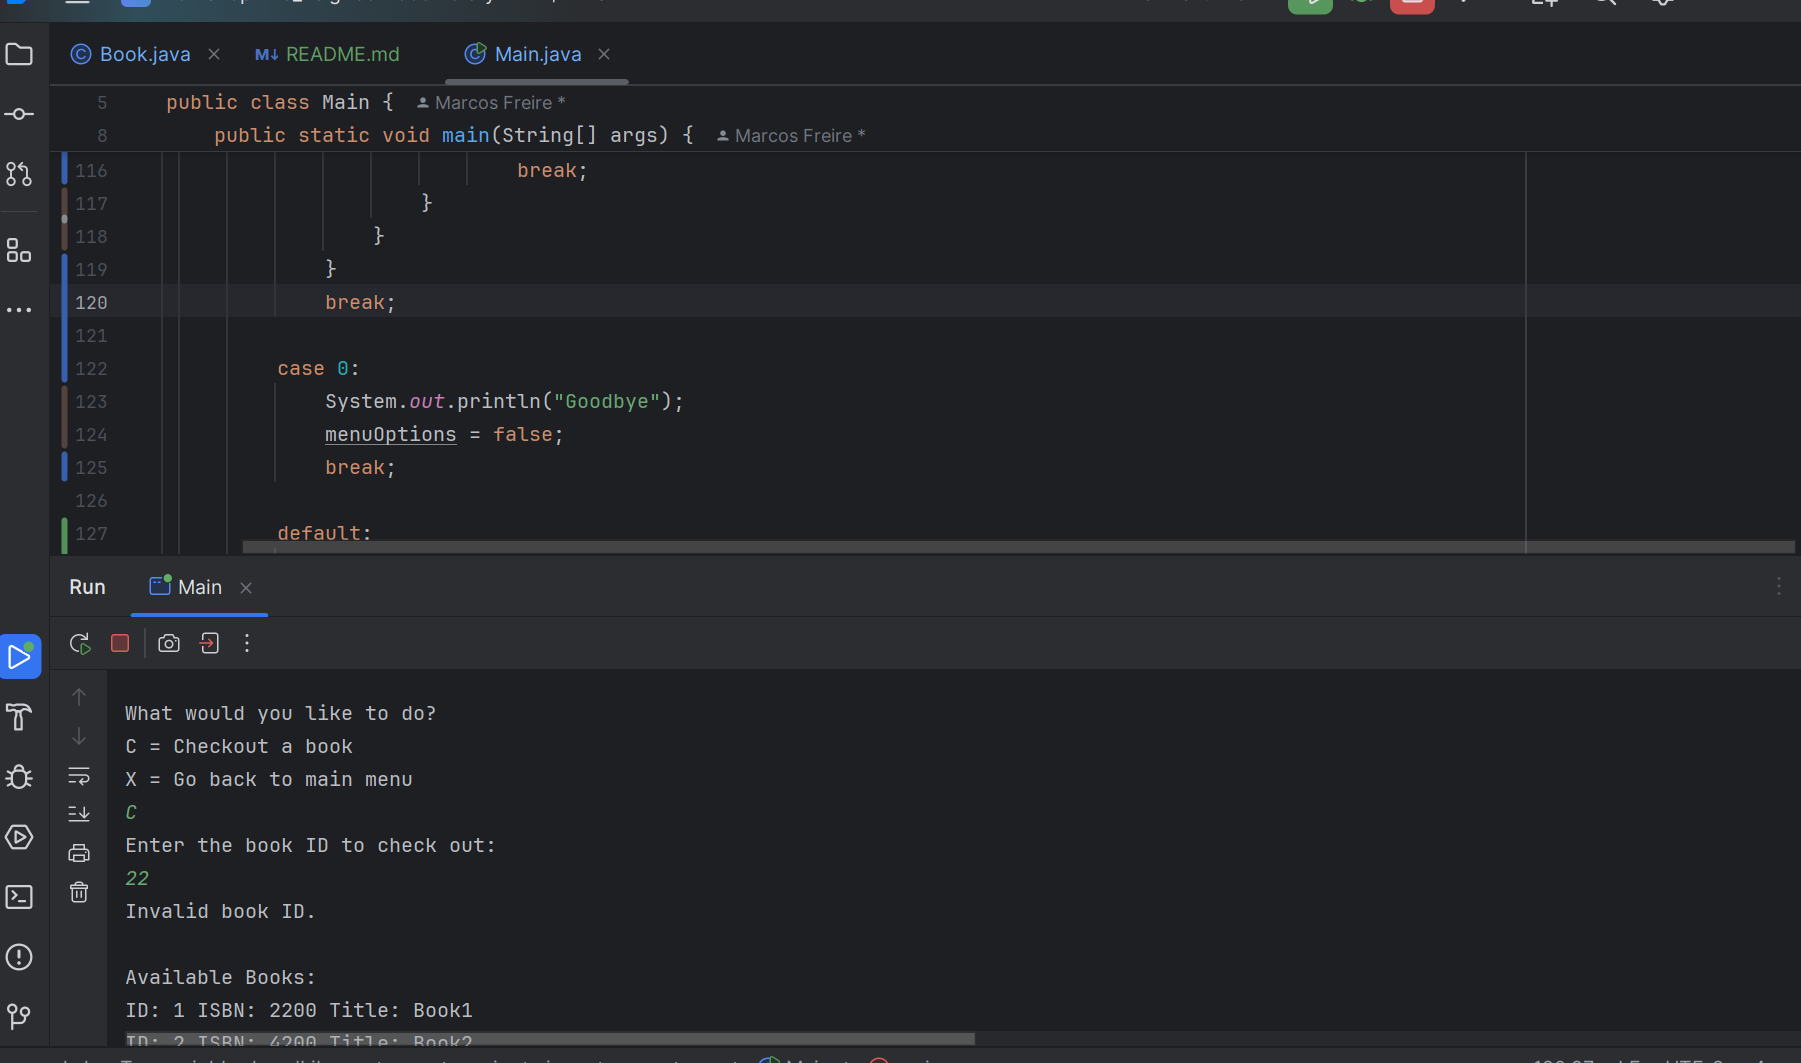 Book.java
README.md
Main.java
5 public class Main { Marcos Freire *
8 public static void main(String[] args) { Marcos Freire *
116 break;
117 }
118 }
119 }
120 break;
121
122 case 0:
123 System.out.println("Goodbye");
124 menuOptions = false;
125 break;
126
127 default:
Run Main
What would you like to do?
C = Checkout a book
X = Go back to main menu
C
Enter the book ID to check out:
22
Invalid book ID.
Available Books:
ID: 1 ISBN: 2200 Title: Book1
ID: 2 ISBN: 4200 Title: Book2